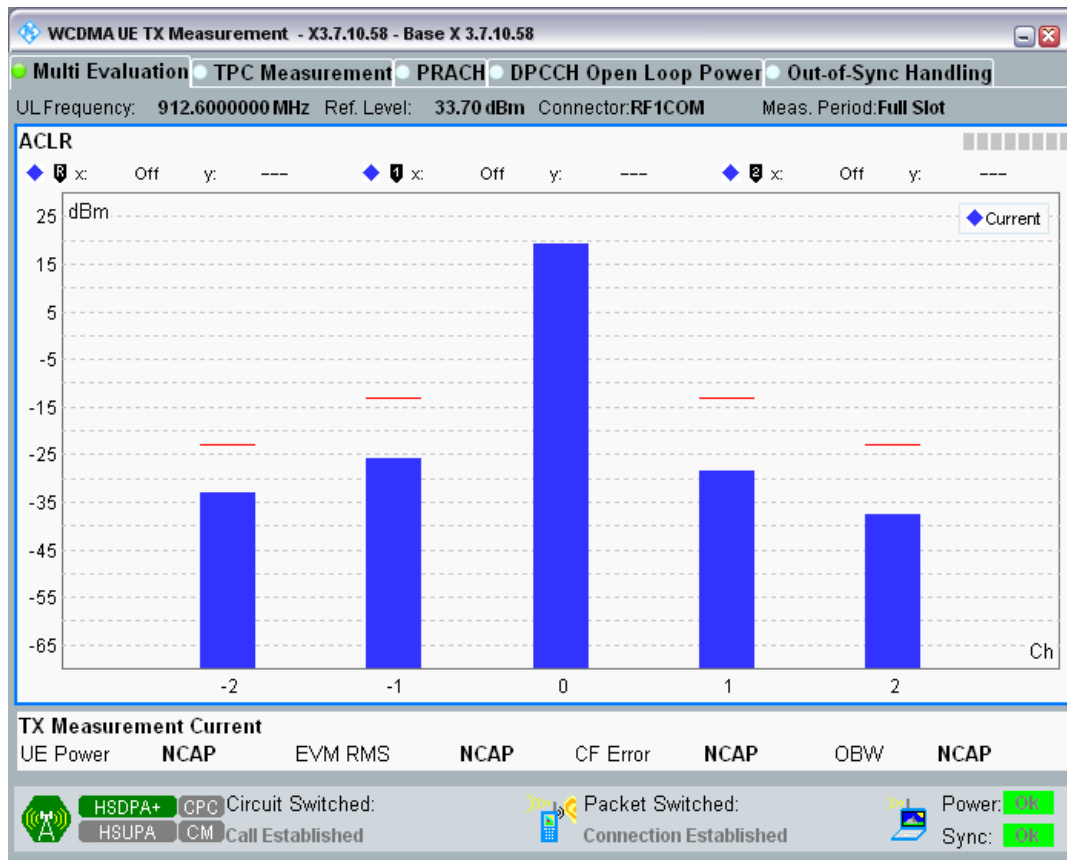 WCDMA UE TX Measurement - X3.7.10.58 - Base X 3.7.10.58
Multi Evaluation TPC Measurement PRACH DPCCH Open Loop Power Out-of-Sync Handling
UL Frequency: 912.6000000 MHz Ref. Level: 33.70 dBm Connector: RF1COM Meas. Period: Full Slot
ACLR
R x: Off y: --- 1 x: Off y: --- 2 x: Off y: ---
dBm
Current
25
15
5
-5
-15
-25
-35
-45
-55
-65
Ch
-2 -1 0 1 2
TX Measurement Current
UE Power NCAP EVM RMS NCAP CF Error NCAP OBW NCAP
HSDPA+ CPC Circuit Switched: Packet Switched: Power: Ok
HSUPA CM Call Established Connection Established Sync: Ok